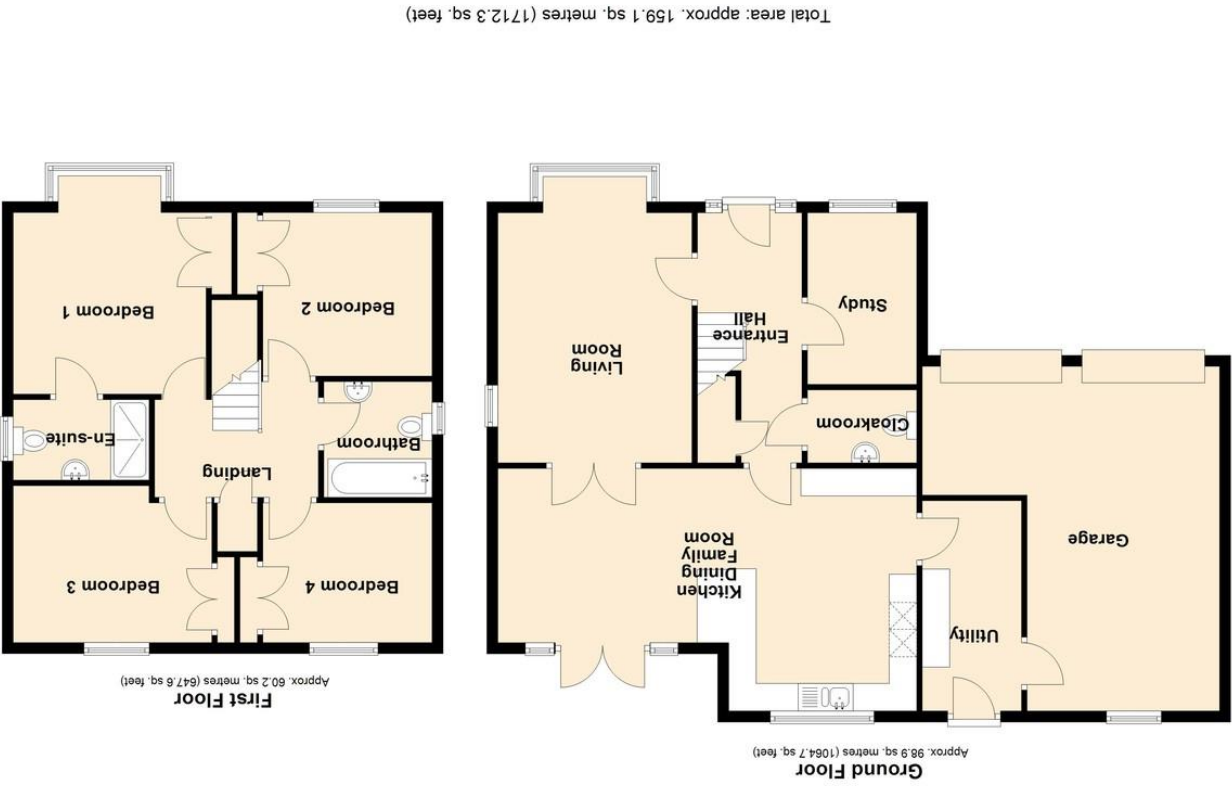 Ground Floor
Approx. 98.9 sq. metres (1064.7 sq. feet)
Utility
Garage
Kitchen
Dining
Family
Room
Cloakroom
Living
Room
Entrance
Hall
Study
First Floor
Approx. 60.2 sq. metres (647.6 sq. feet)
Bedroom 4
Bedroom 3
Landing
Bathroom
En-suite
Bedroom 2
Bedroom 1
Total area: approx. 159.1 sq. metres (1712.3 sq. feet)